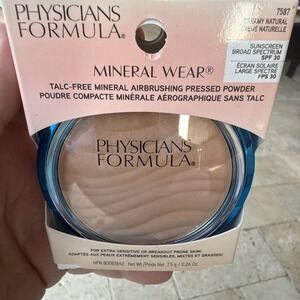 PHYSICIANS
FORMULA®
7587
CREAMY NATURAL
CRÈME NATURELLE
SUNSCREEN
BROAD SPECTRUM
SPF 30
ÉCRAN SOLAIRE
LARGE SPECTRE
FPS 30
MINERAL WEAR®
TALC-FREE MINERAL AIRBRUSHING PRESSED POWDER
POUDRE COMPACTE MINÉRALE AÉROGRAPHIQUE SANS TALC
PHYSICIANS
FORMULA®
FOR EXTRA-SENSITIVE OR BREAKOUT PRONE SKIN
ADAPTÉE AUX PEAUX EXTRÊMEMENT SENSIBLES, MIXTES ET GRASSES
Net Wt./Poids Net 7.5 g / 0.26 Oz.